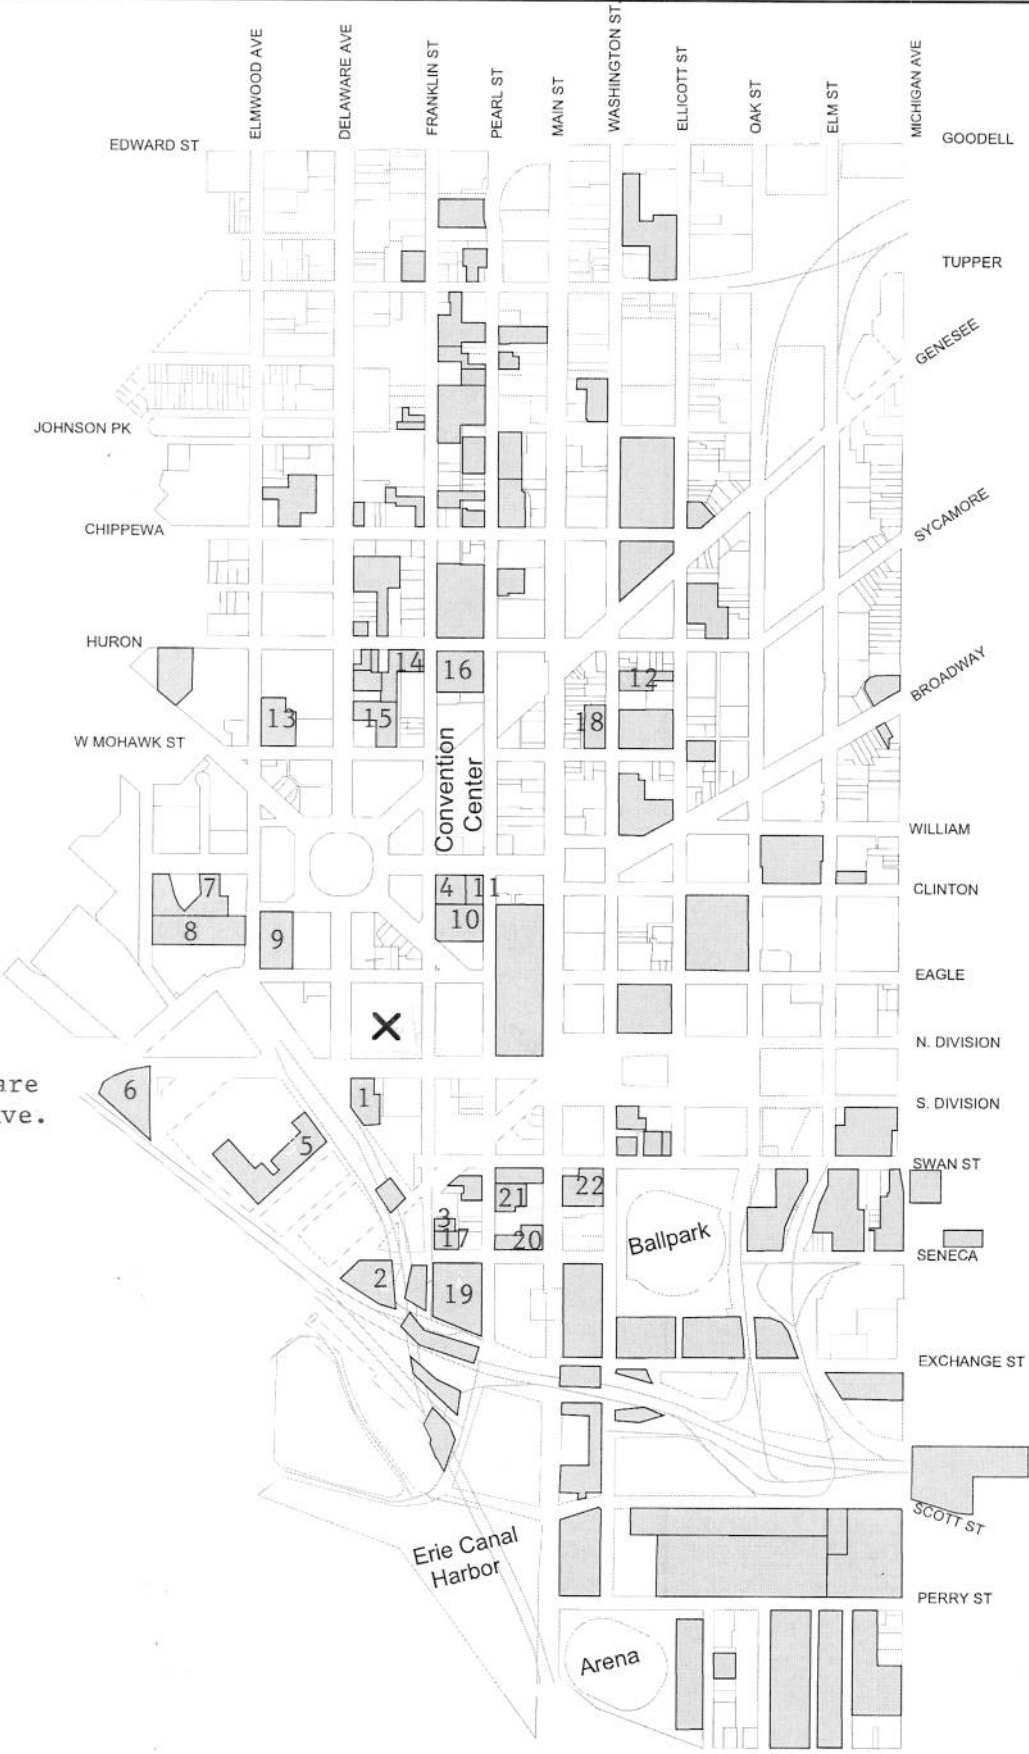 ELMWOOD AVE
DELAWARE AVE
FRANKLIN ST
PEARL ST
MAIN ST
WASHINGTON ST.
ELLICOTT ST
OAK ST
ELM ST
MICHIGAN AVE
EDWARD ST
GOODELL
TUPPER
GENESEE
JOHNSON PK
SYCAMORE
CHIPPEWA
HURON
BROADWAY
14
16
12
13
15
18
W MOHAWK ST
Convention
Center
WILLIAM
7
4
11
CLINTON
8
9
10
EAGLE
X
N. DIVISION
are
ve.
6
1
S. DIVISION
5
SWAN ST
21
22
3
17
20
Ballpark
SENECA
2
19
EXCHANGE ST
SCOTT ST
Erie Canal
Harbor
PERRY ST
Arena